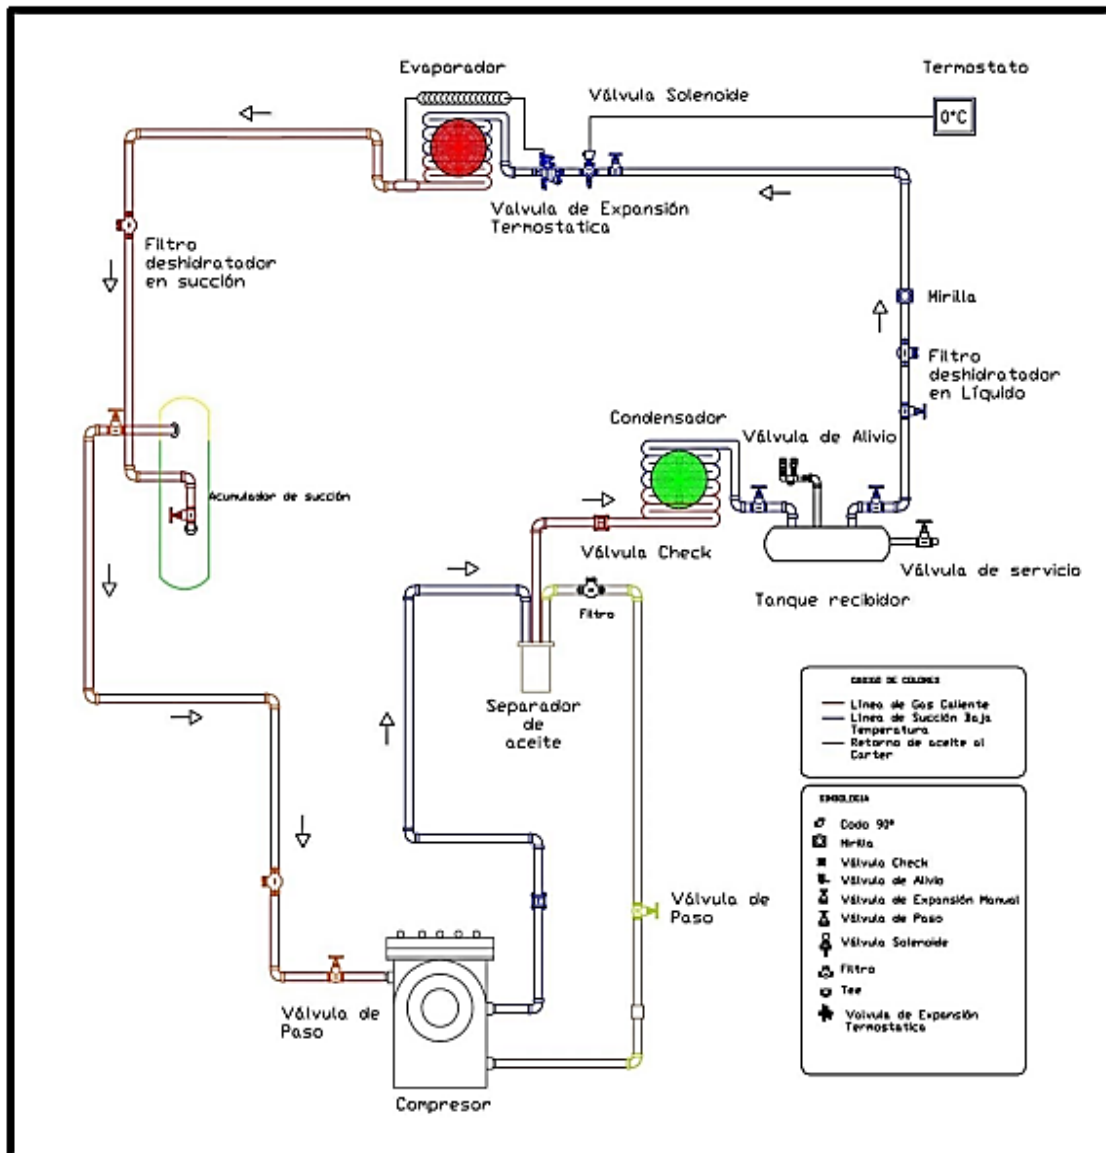 Evaporador
Termostato
Válvula Solenoide
0°C
Valvula de Expansión
Termostatica
Filtro
deshidratador
en succión
Mirilla
Filtro
deshidratador
en Líquido
Condensador
Válvula de Alivio
Acumulador de succión
Válvula Check
Válvula de servicio
Tanque recibidor
Filtro
Separador
de
aceite
CODIGO DE COLORES
Linea de Gas Caliente
Linea de Succión Baja
Temperatura
Retorno de aceite al
Carter
SIMBOLOGIA
Codo 90°
Mirilla
Válvula Check
Válvula de Alivio
Válvula de Expansión Manual
Válvula de Paso
Válvula Solenoide
Filtro
Tee
Valvula de Expansión
Termostatica
Válvula de
Paso
Válvula de
Paso
Compresor